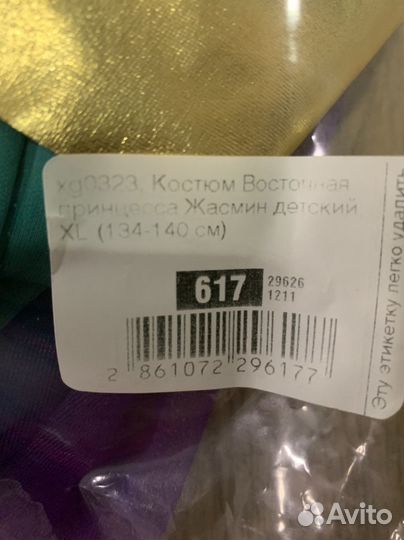 xg0323, Костюм Восточная
принцесса Жасмин детский
XL (134-140 см)
617
29626
1211
2 861072 296177
Эту этикетку легко удалить
Avito